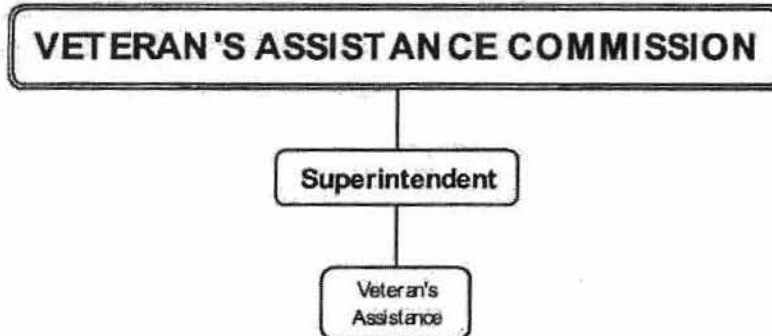 VETERAN'S ASSISTANCE COMMISSION
Superintendent
Veteran's
Assistance